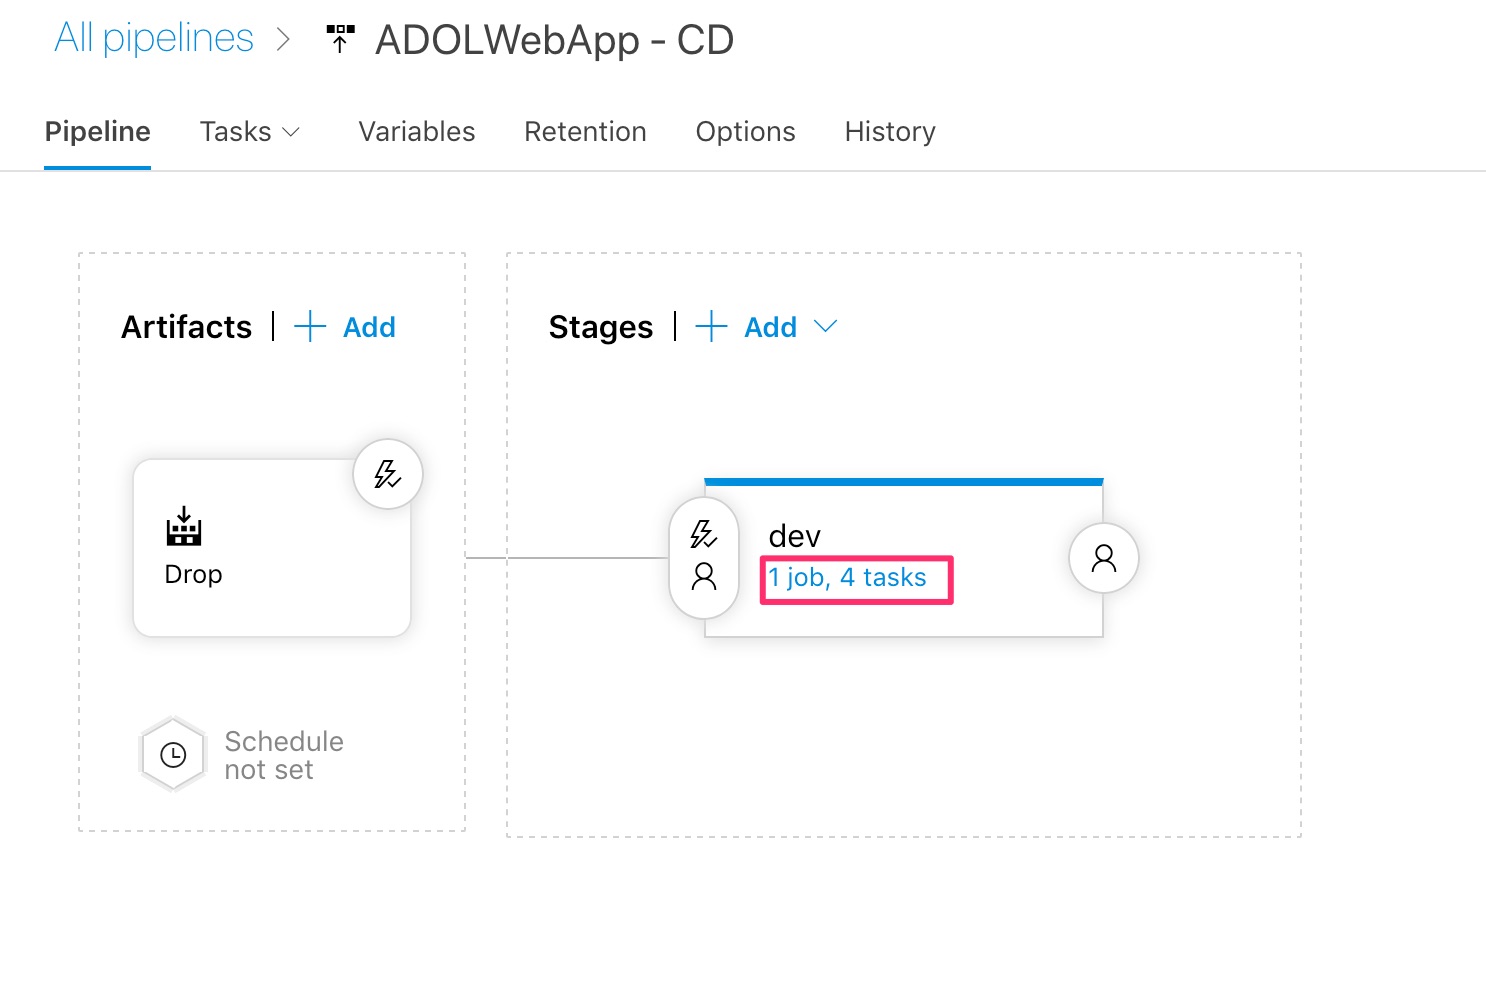 All pipelines
ADOLWebApp - CD
Pipeline
Tasks
Variables
Retention
Options
History
Artifacts
Add
Stages
Add
Drop
dev
1 job, 4 tasks
Schedule
not set